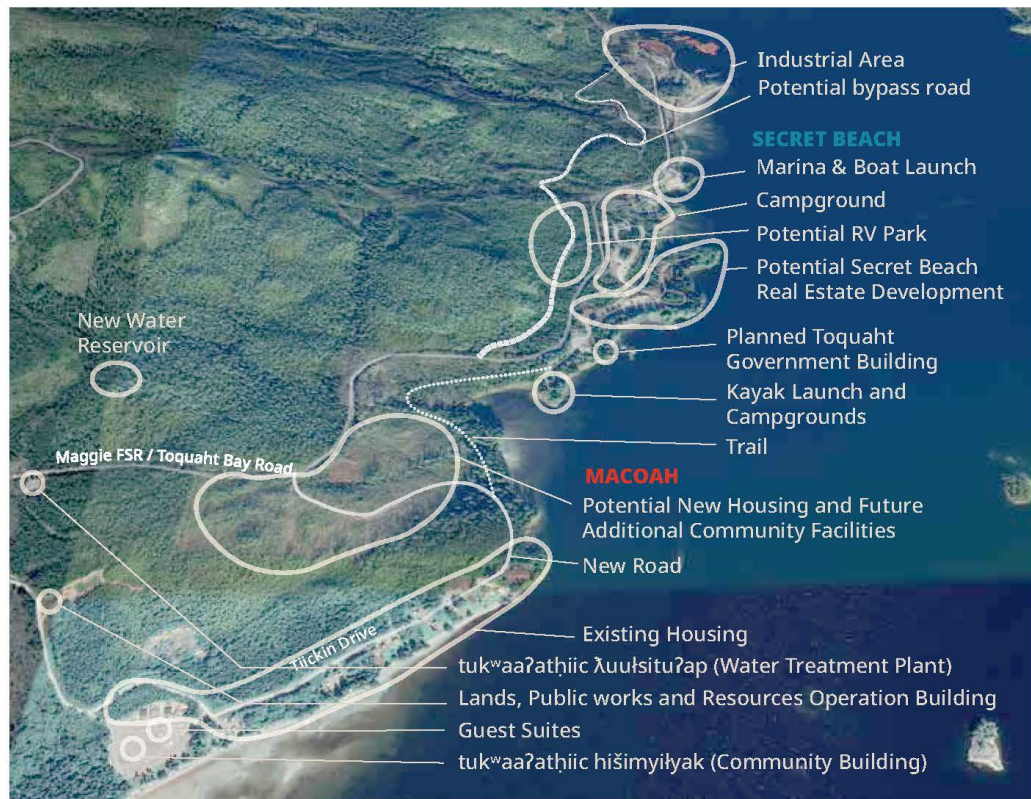 Industrial Area
Potential bypass road
SECRET BEACH
Marina & Boat Launch
Campground
Potential RV Park
Potential Secret Beach
Real Estate Development
New Water
Reservoir
Planned Toquaht
Government Building
Kayak Launch and
Campgrounds
Trail
Maggie FSR / Toquaht Bay Road
MACOAH
Potential New Housing and Future
Additional Community Facilities
New Road
Existing Housing
Tiickin Drive
tukʷaaʔatḥiic ƛuułsituʔap (Water Treatment Plant)
Lands, Public works and Resources Operation Building
Guest Suites
tukʷaaʔatḥiic hišimyiłyak (Community Building)